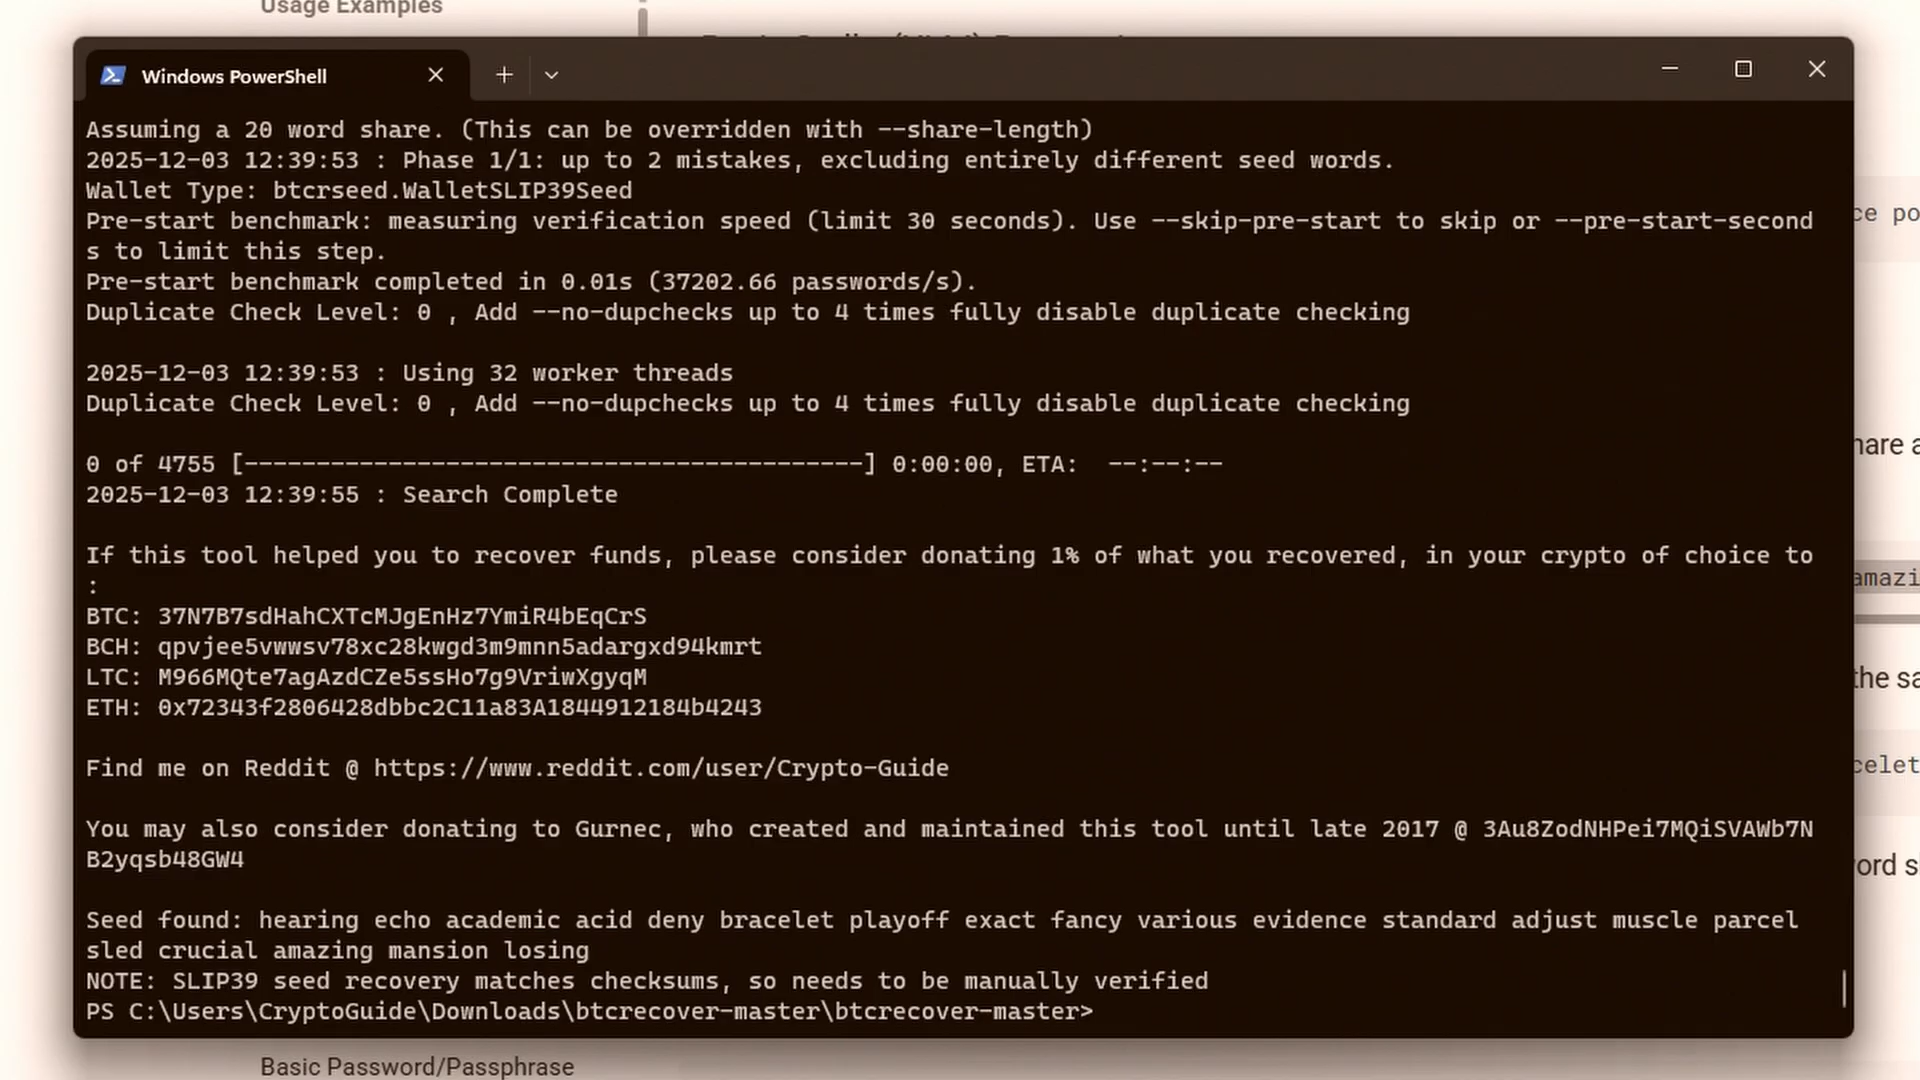 Usage Examples
Windows PowerShell
Assuming a 20 word share. (This can be overridden with --share-length)
2025-12-03 12:39:53 : Phase 1/1: up to 2 mistakes, excluding entirely different seed words.
Wallet Type: btcrseed.WalletSLIP39Seed
Pre-start benchmark: measuring verification speed (limit 30 seconds). Use --skip-pre-start to skip or --pre-start-second
s to limit this step.
Pre-start benchmark completed in 0.01s (37202.66 passwords/s).
Duplicate Check Level: 0 , Add --no-dupchecks up to 4 times fully disable duplicate checking
2025-12-03 12:39:53 : Using 32 worker threads
Duplicate Check Level: 0 , Add --no-dupchecks up to 4 times fully disable duplicate checking
0 of 4755 [-------------------------------------------] 0:00:00, ETA:  --:--:--
2025-12-03 12:39:55 : Search Complete
If this tool helped you to recover funds, please consider donating 1% of what you recovered, in your crypto of choice to
:
BTC: 37N7B7sdHahCXTcMJgEnHz7YmiR4bEqCrS
BCH: qpvjee5vwwsv78xc28kwgd3m9mnn5adargxd94kmrt
LTC: M966MQte7agAzdCZe5ssHo7g9VriwXgyqM
ETH: 0x72343f2806428dbbc2C11a83A1844912184b4243
Find me on Reddit @ https://www.reddit.com/user/Crypto-Guide
You may also consider donating to Gurnec, who created and maintained this tool until late 2017 @ 3Au8ZodNHPei7MQiSVAWb7N
B2yqsb48GW4
Seed found: hearing echo academic acid deny bracelet playoff exact fancy various evidence standard adjust muscle parcel
sled crucial amazing mansion losing
NOTE: SLIP39 seed recovery matches checksums, so needs to be manually verified
PS C:\Users\CryptoGuide\Downloads\btcrecover-master\btcrecover-master>
Basic Password/Passphrase